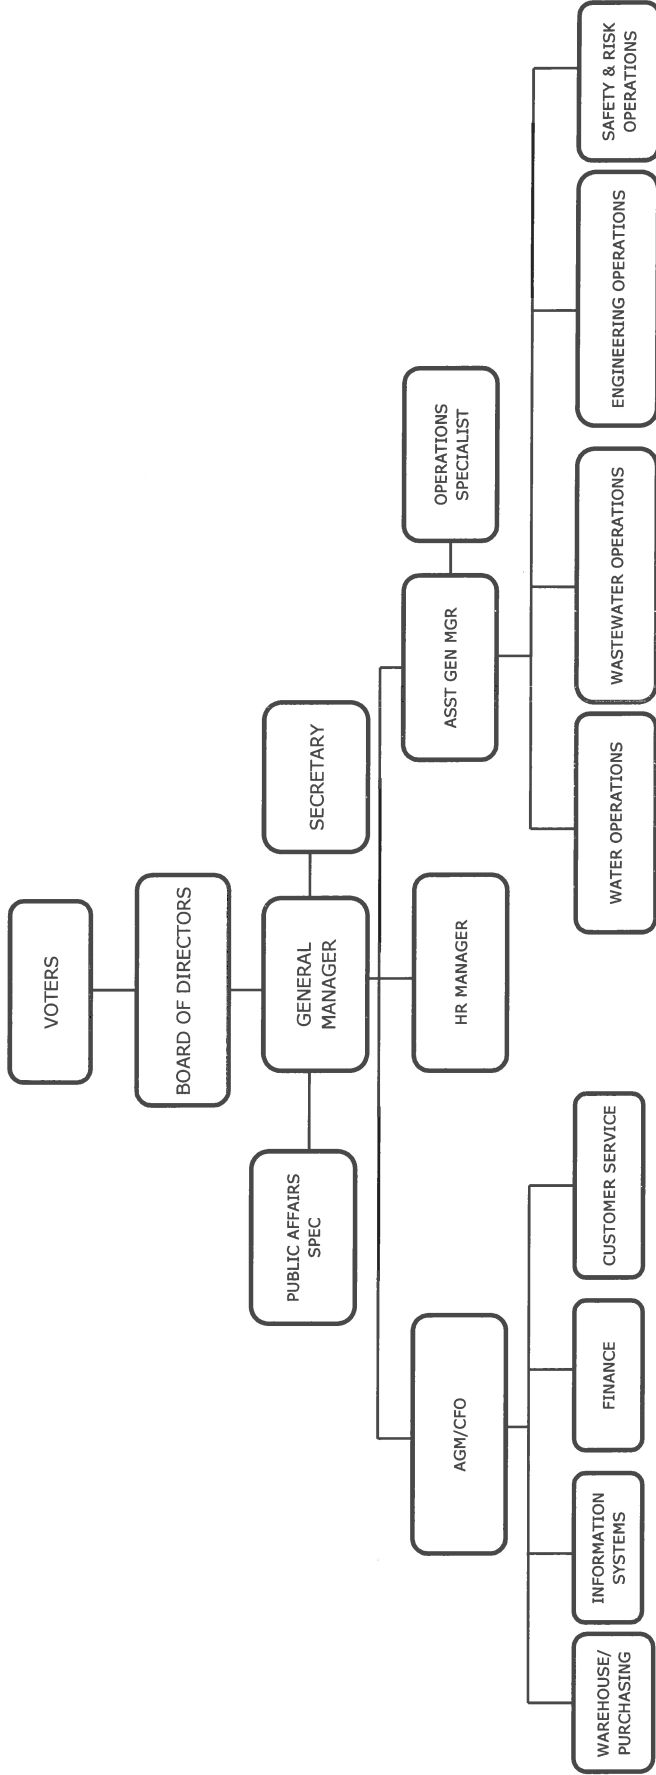 VOTERS
BOARD OF DIRECTORS
PUBLIC AFFAIRS
SPEC
GENERAL
MANAGER
SECRETARY
AGM/CFO
HR MANAGER
ASST GEN MGR
OPERATIONS
SPECIALIST
WAREHOUSE/
PURCHASING
INFORMATION
SYSTEMS
FINANCE
CUSTOMER SERVICE
WATER OPERATIONS
WASTEWATER OPERATIONS
ENGINEERING OPERATIONS
SAFETY & RISK
OPERATIONS